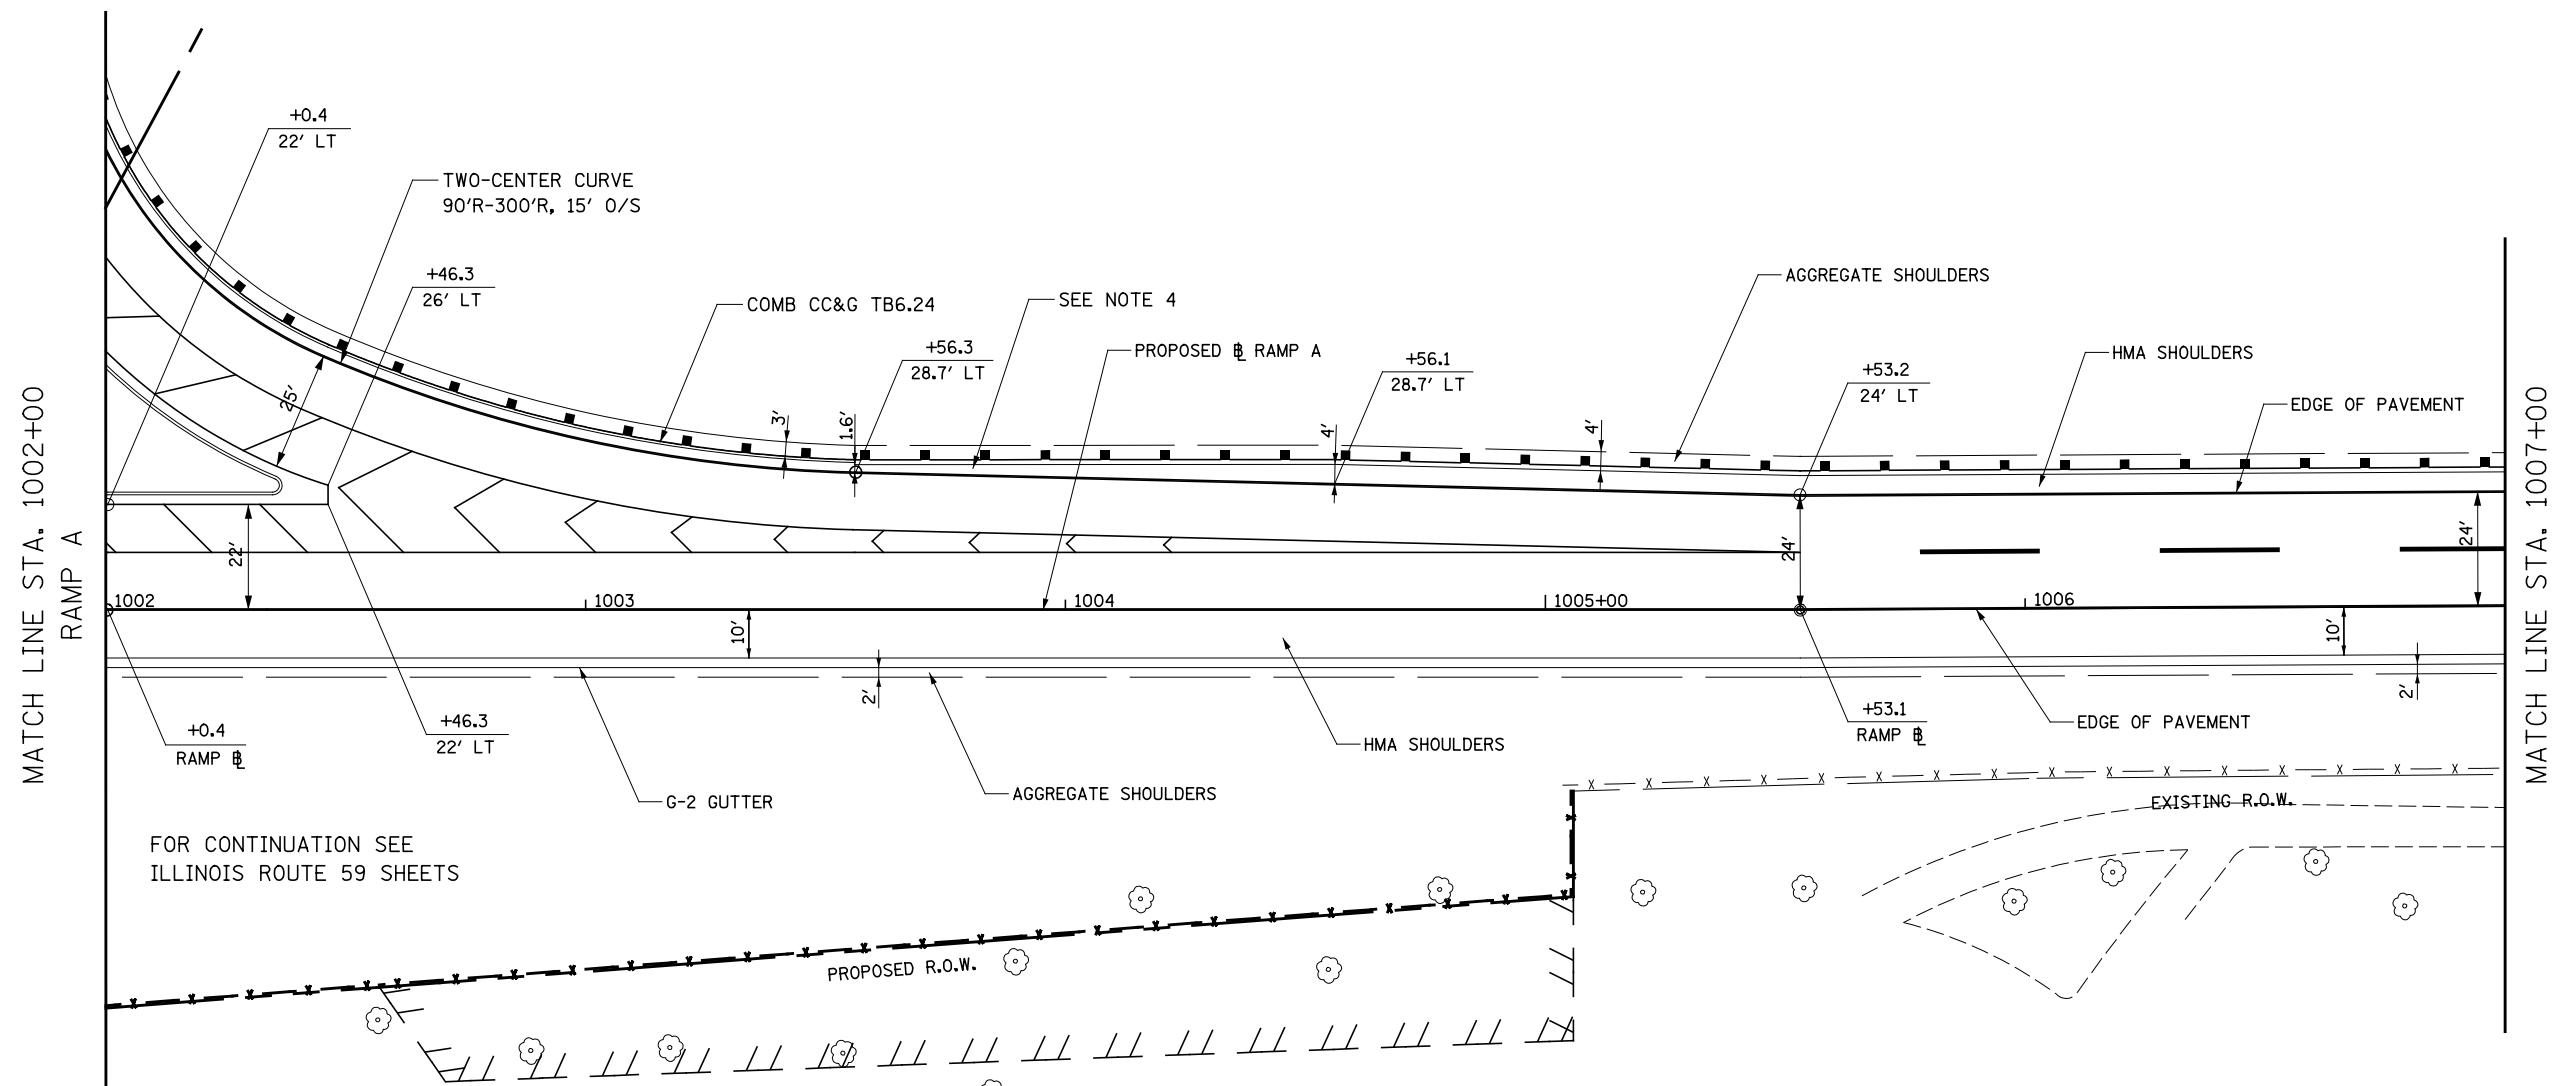 +0.4
22' LT
TWO-CENTER CURVE
90'R-300'R, 15' O/S
+46.3
26' LT
COMB CC&G TB6.24
SEE NOTE 4
PROPOSED ℄ RAMP A
+56.3
28.7' LT
+56.1
28.7' LT
AGGREGATE SHOULDERS
+53.2
24' LT
HMA SHOULDERS
EDGE OF PAVEMENT
MATCH LINE STA. 1002+00
RAMP A
MATCH LINE STA. 1007+00
25'
3'
1.6'
4'
4'
22'
24'
24'
1002
1003
1004
1005+00
1006
10'
10'
2'
2'
+0.4
RAMP ℄
+46.3
22' LT
G-2 GUTTER
AGGREGATE SHOULDERS
HMA SHOULDERS
+53.1
RAMP ℄
EDGE OF PAVEMENT
EXISTING R.O.W.
FOR CONTINUATION SEE
ILLINOIS ROUTE 59 SHEETS
PROPOSED R.O.W.